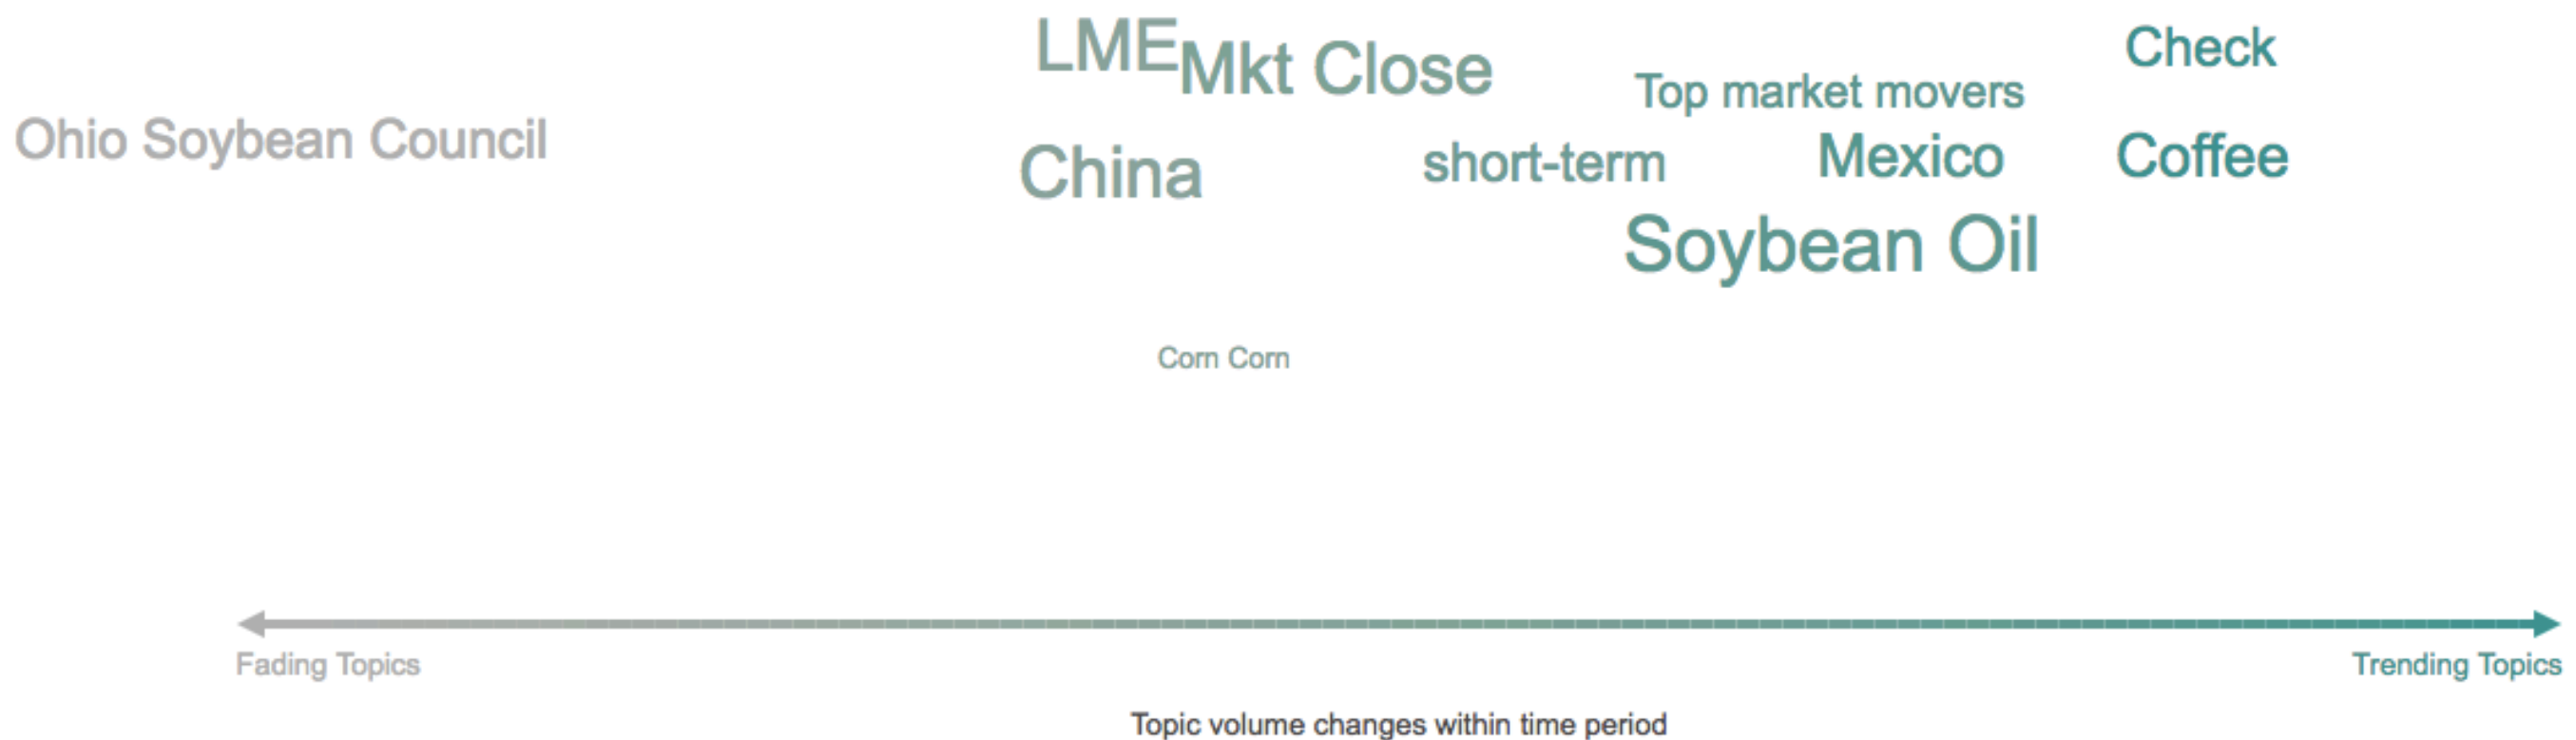 LME
Mkt Close
Check
Top market movers
Ohio Soybean Council
China
short-term
Mexico
Coffee
Soybean Oil
Corn Corn
Fading Topics
Trending Topics
Topic volume changes within time period